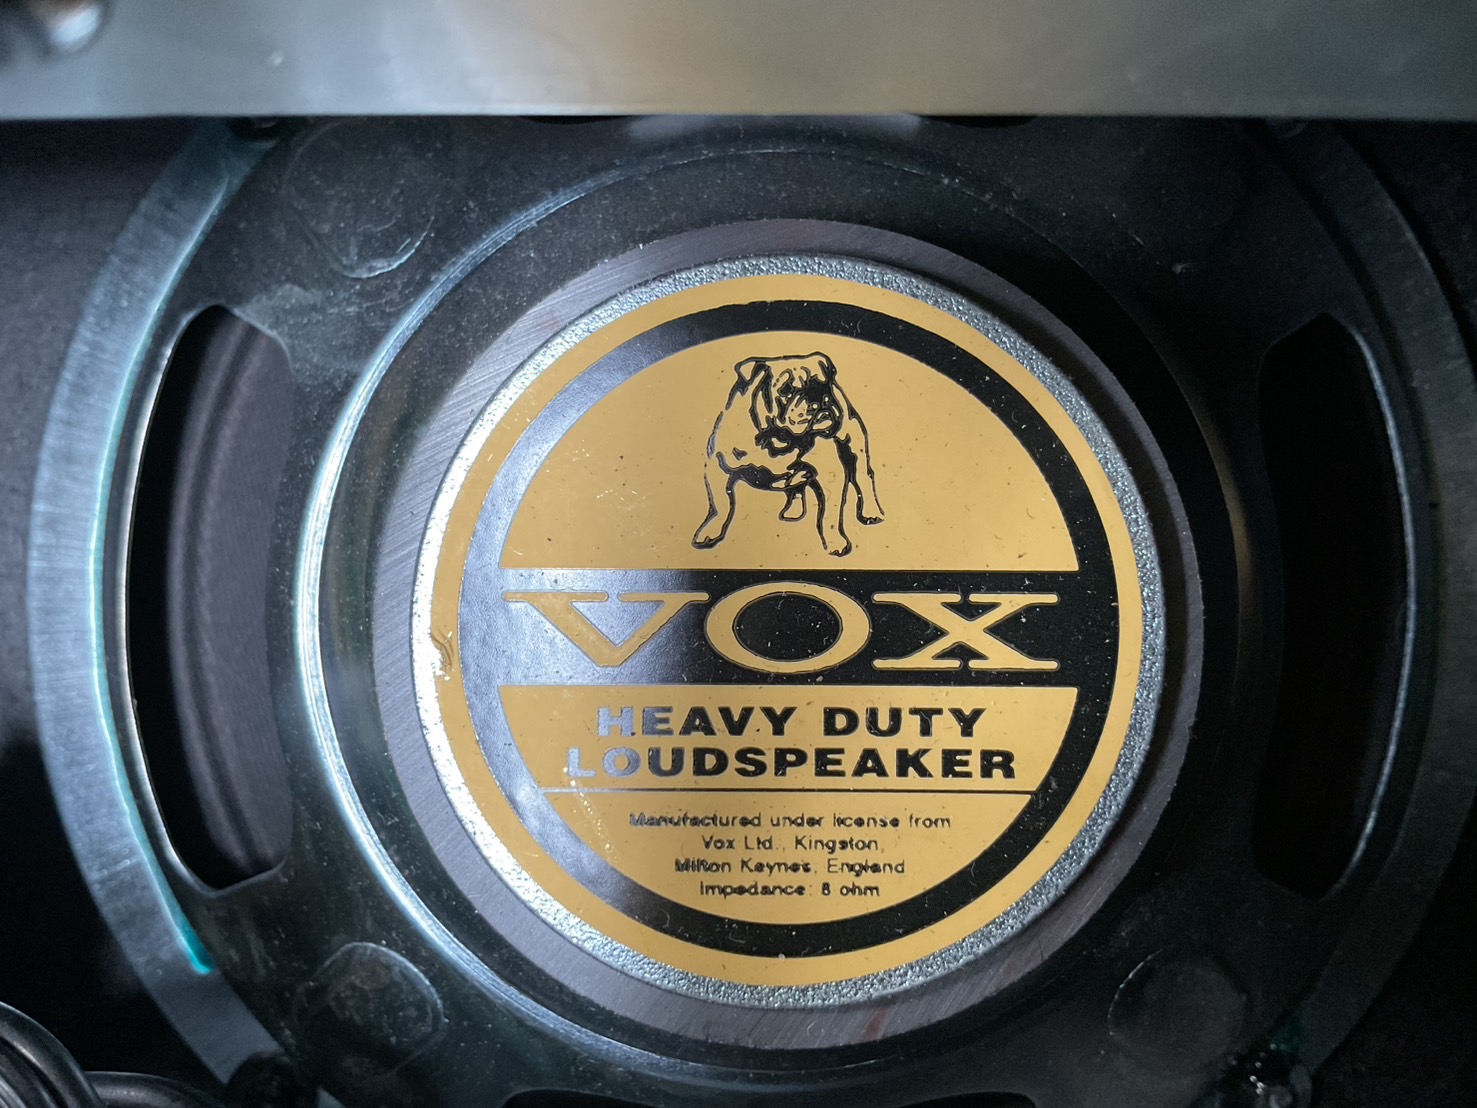 VOX
HEAVY DUTY
LOUDSPEAKER
Manufactured under license from
Vox Ltd., Kingston,
Milton Keynes, England
Impedance: 8 ohm